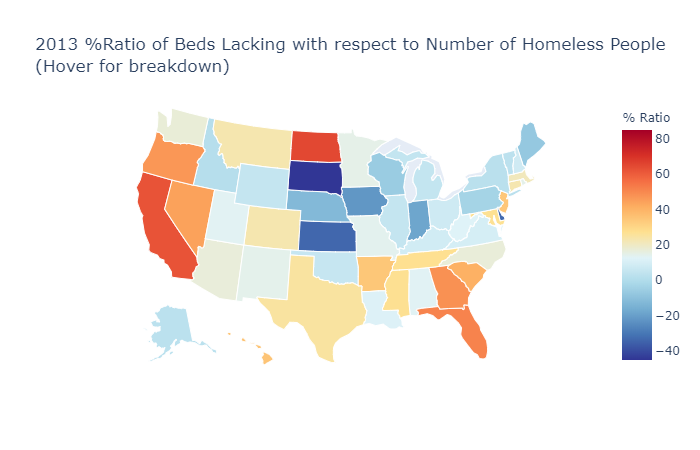 2013 %Ratio of Beds Lacking with respect to Number of Homeless People
(Hover for breakdown)
% Ratio
80
60
40
20
0
−20
−40